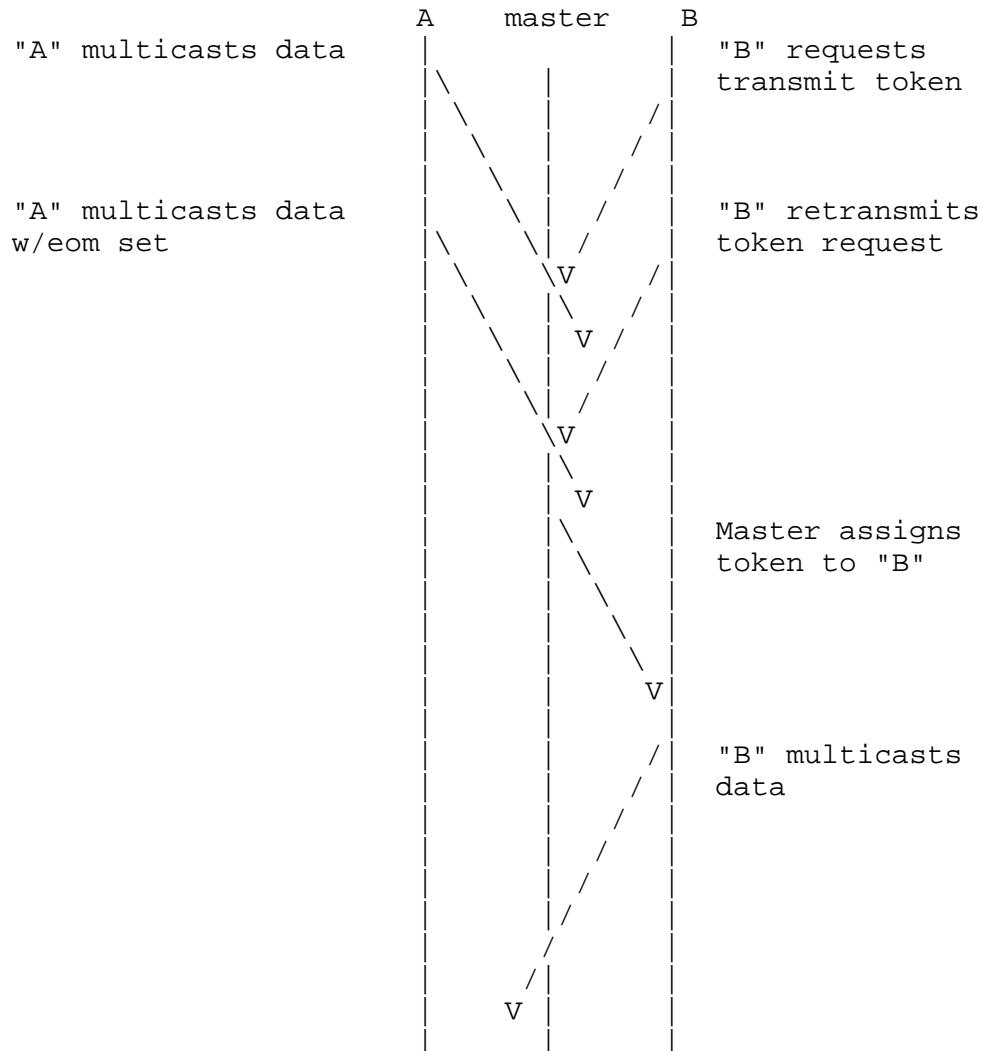 A master B
"A" multicasts data
"B" requests
transmit token
"A" multicasts data
w/eom set
"B" retransmits
token request
V
V
V
V
Master assigns
token to "B"
V
"B" multicasts
data
V